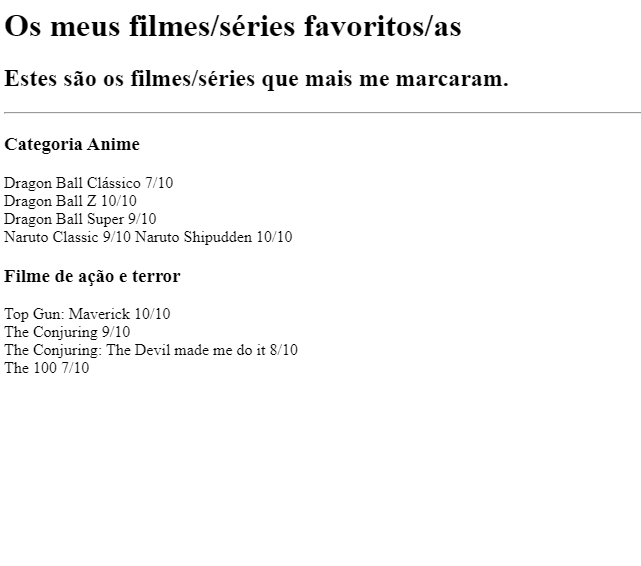 Os meus filmes/séries favoritos/as
Estes são os filmes/séries que mais me marcaram.
Categoria Anime
Dragon Ball Clássico 7/10
Dragon Ball Z 10/10
Dragon Ball Super 9/10
Naruto Classic 9/10 Naruto Shipudden 10/10
Filme de ação e terror
Top Gun: Maverick 10/10
The Conjuring 9/10
The Conjuring: The Devil made me do it 8/10
The 100 7/10